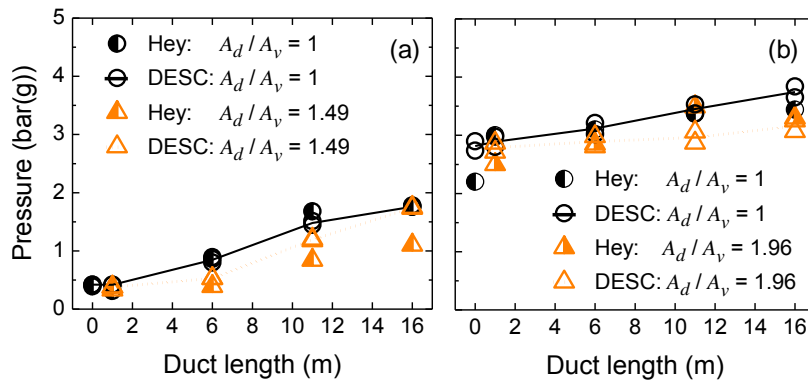 5
4
3
2
1
0
Pressure (bar(g))
(a)
Hey: A_d / A_v = 1
DESC: A_d / A_v = 1
Hey: A_d / A_v = 1.49
DESC: A_d / A_v = 1.49
0 2 4 6 8 10 12 14 16
Duct length (m)
(b)
Hey: A_d / A_v = 1
DESC: A_d / A_v = 1
Hey: A_d / A_v = 1.96
DESC: A_d / A_v = 1.96
0 2 4 6 8 10 12 14 16
Duct length (m)